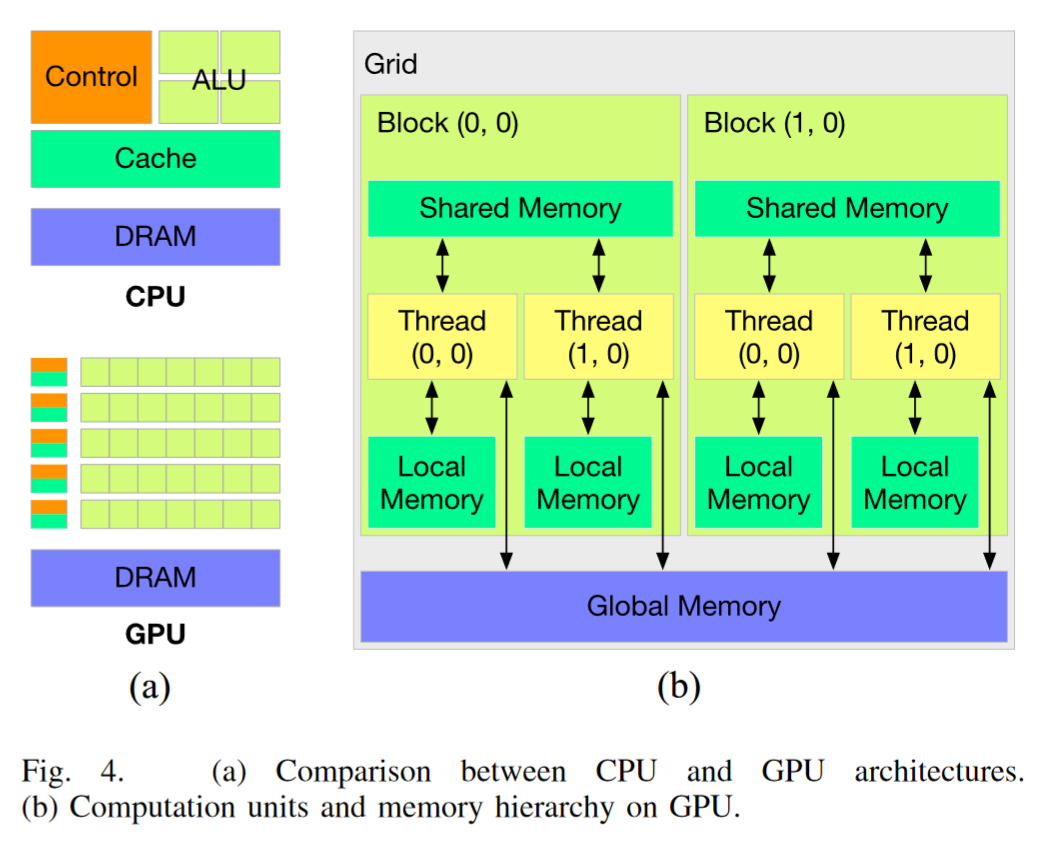 Control
ALU
Cache
DRAM
CPU
DRAM
GPU
(a)
Grid
Block (0, 0)
Block (1, 0)
Shared Memory
Shared Memory
Thread
(0, 0)
Thread
(1, 0)
Thread
(0, 0)
Thread
(1, 0)
Local
Memory
Local
Memory
Local
Memory
Local
Memory
Global Memory
(b)
Fig. 4. (a) Comparison between CPU and GPU architectures.
(b) Computation units and memory hierarchy on GPU.